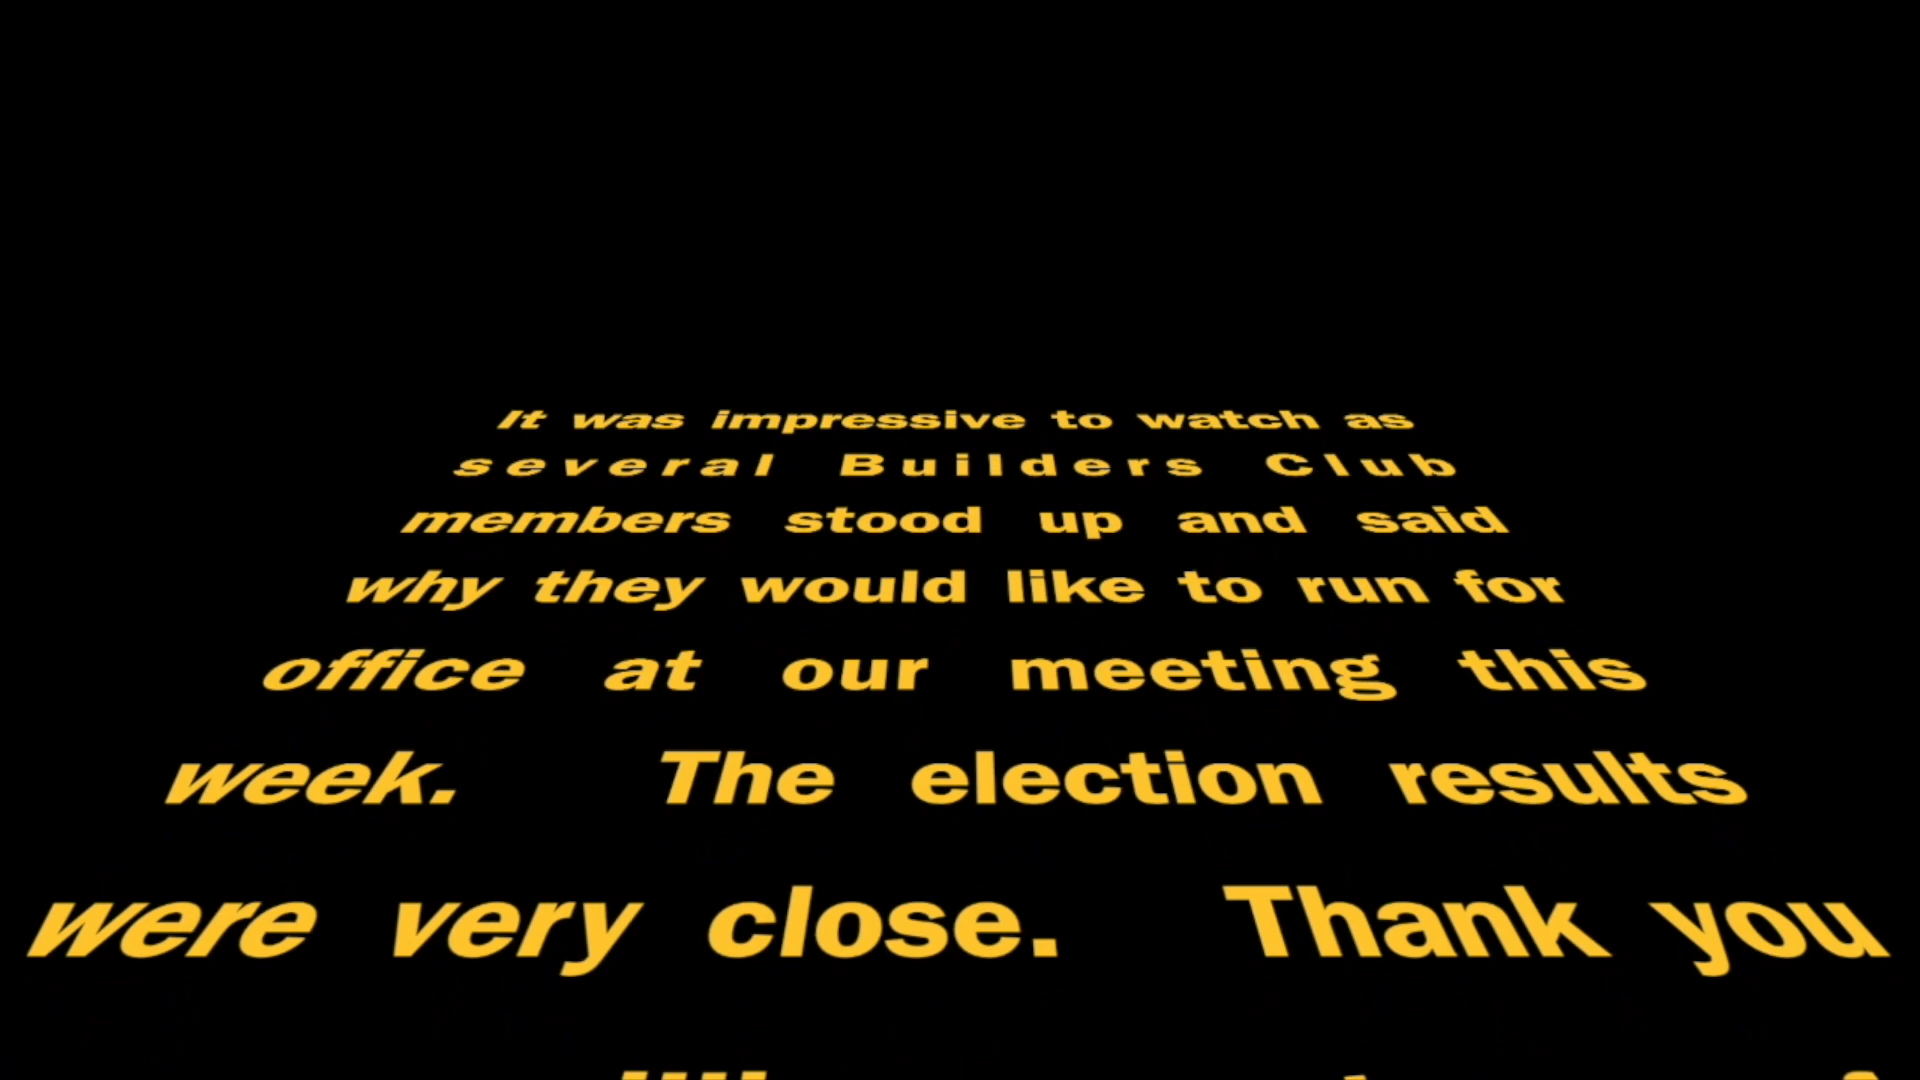 It was impressive to watch as
several Builders Club
members stood up and said
why they would like to run for
office at our meeting this
week. The election results
were very close. Thank you